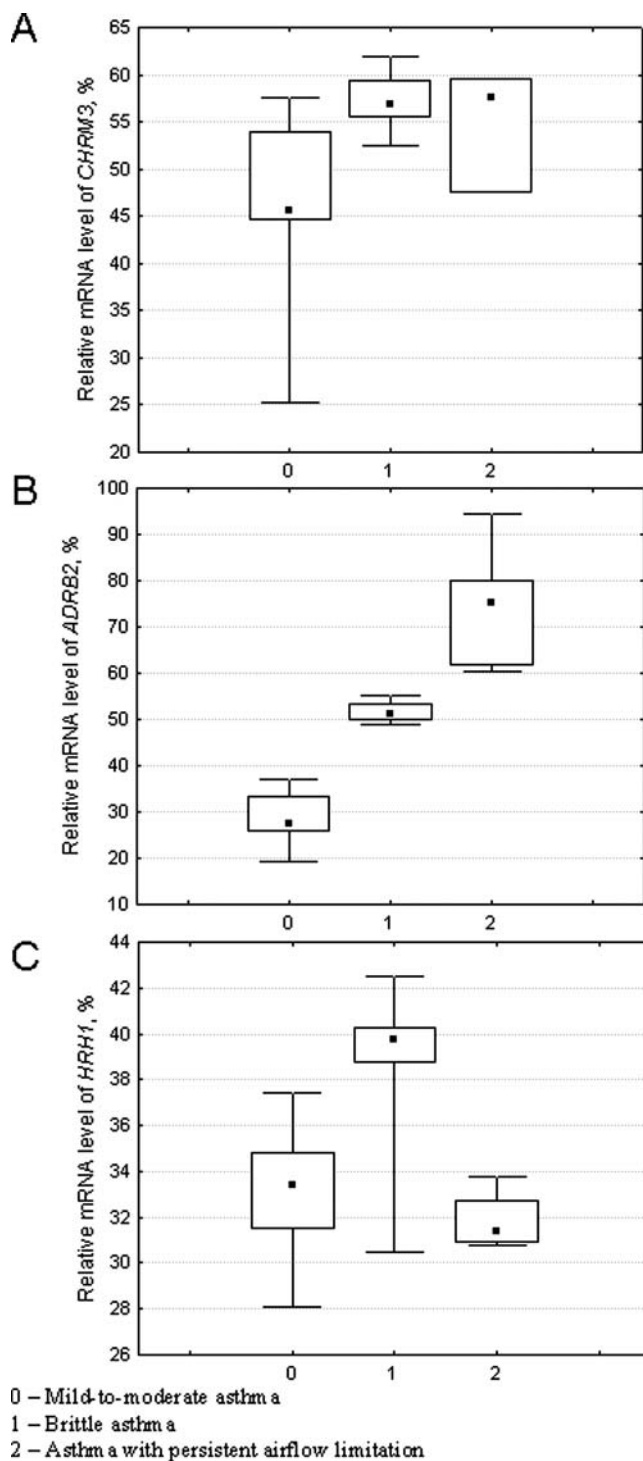 A
Relative mRNA level of CHRM3, %
65
60
55
50
45
40
35
30
25
20
0 1 2
B
Relative mRNA level of ADRB2, %
100
90
80
70
60
50
40
30
20
10
0 1 2
C
Relative mRNA level of HRH1, %
44
42
40
38
36
34
32
30
28
26
0 1 2
0 – Mild-to-moderate asthma
1 – Brittle asthma
2 – Asthma with persistent airflow limitation